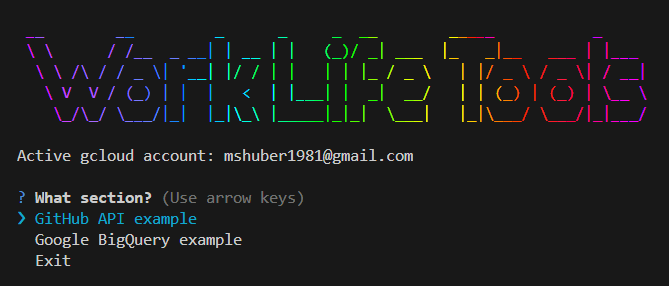 WorkLife Tools
Active gcloud account: mshuber1981@gmail.com
? What section? (Use arrow keys)
❯ GitHub API example
Google BigQuery example
Exit